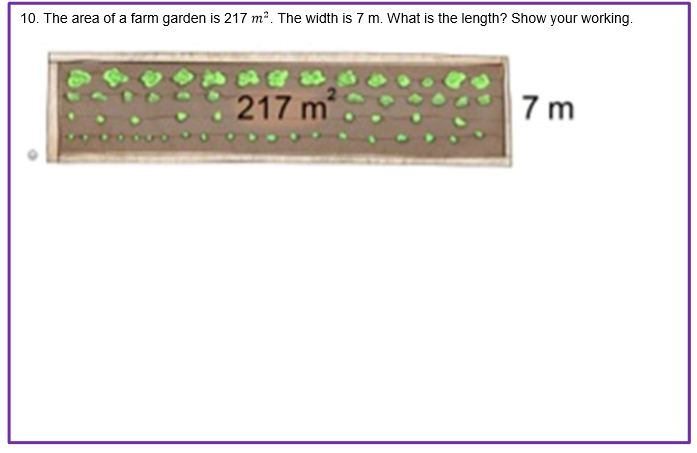 10. The area of a farm garden is 217 m². The width is 7 m. What is the length? Show your working.
217 m²
7 m